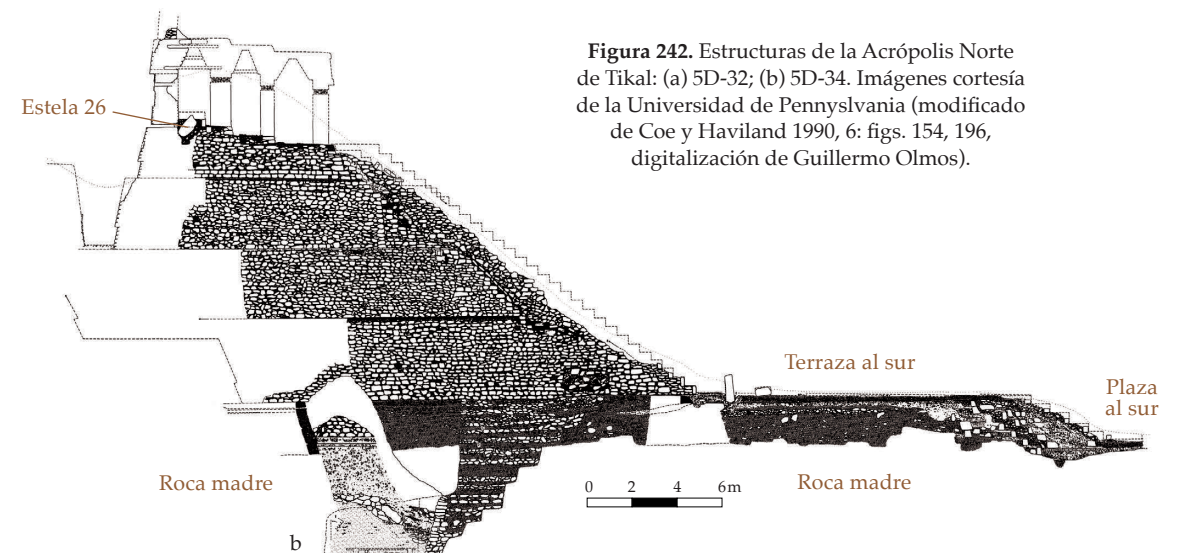 Figura 242. Estructuras de la Acrópolis Norte
de Tikal: (a) 5D-32; (b) 5D-34. Imágenes cortesía
de la Universidad de Pennyslvania (modificado
de Coe y Haviland 1990, 6: figs. 154, 196,
digitalización de Guillermo Olmos).
Estela 26
Terraza al sur
Plaza
al sur
Roca madre
0 2 4 6m
Roca madre
b